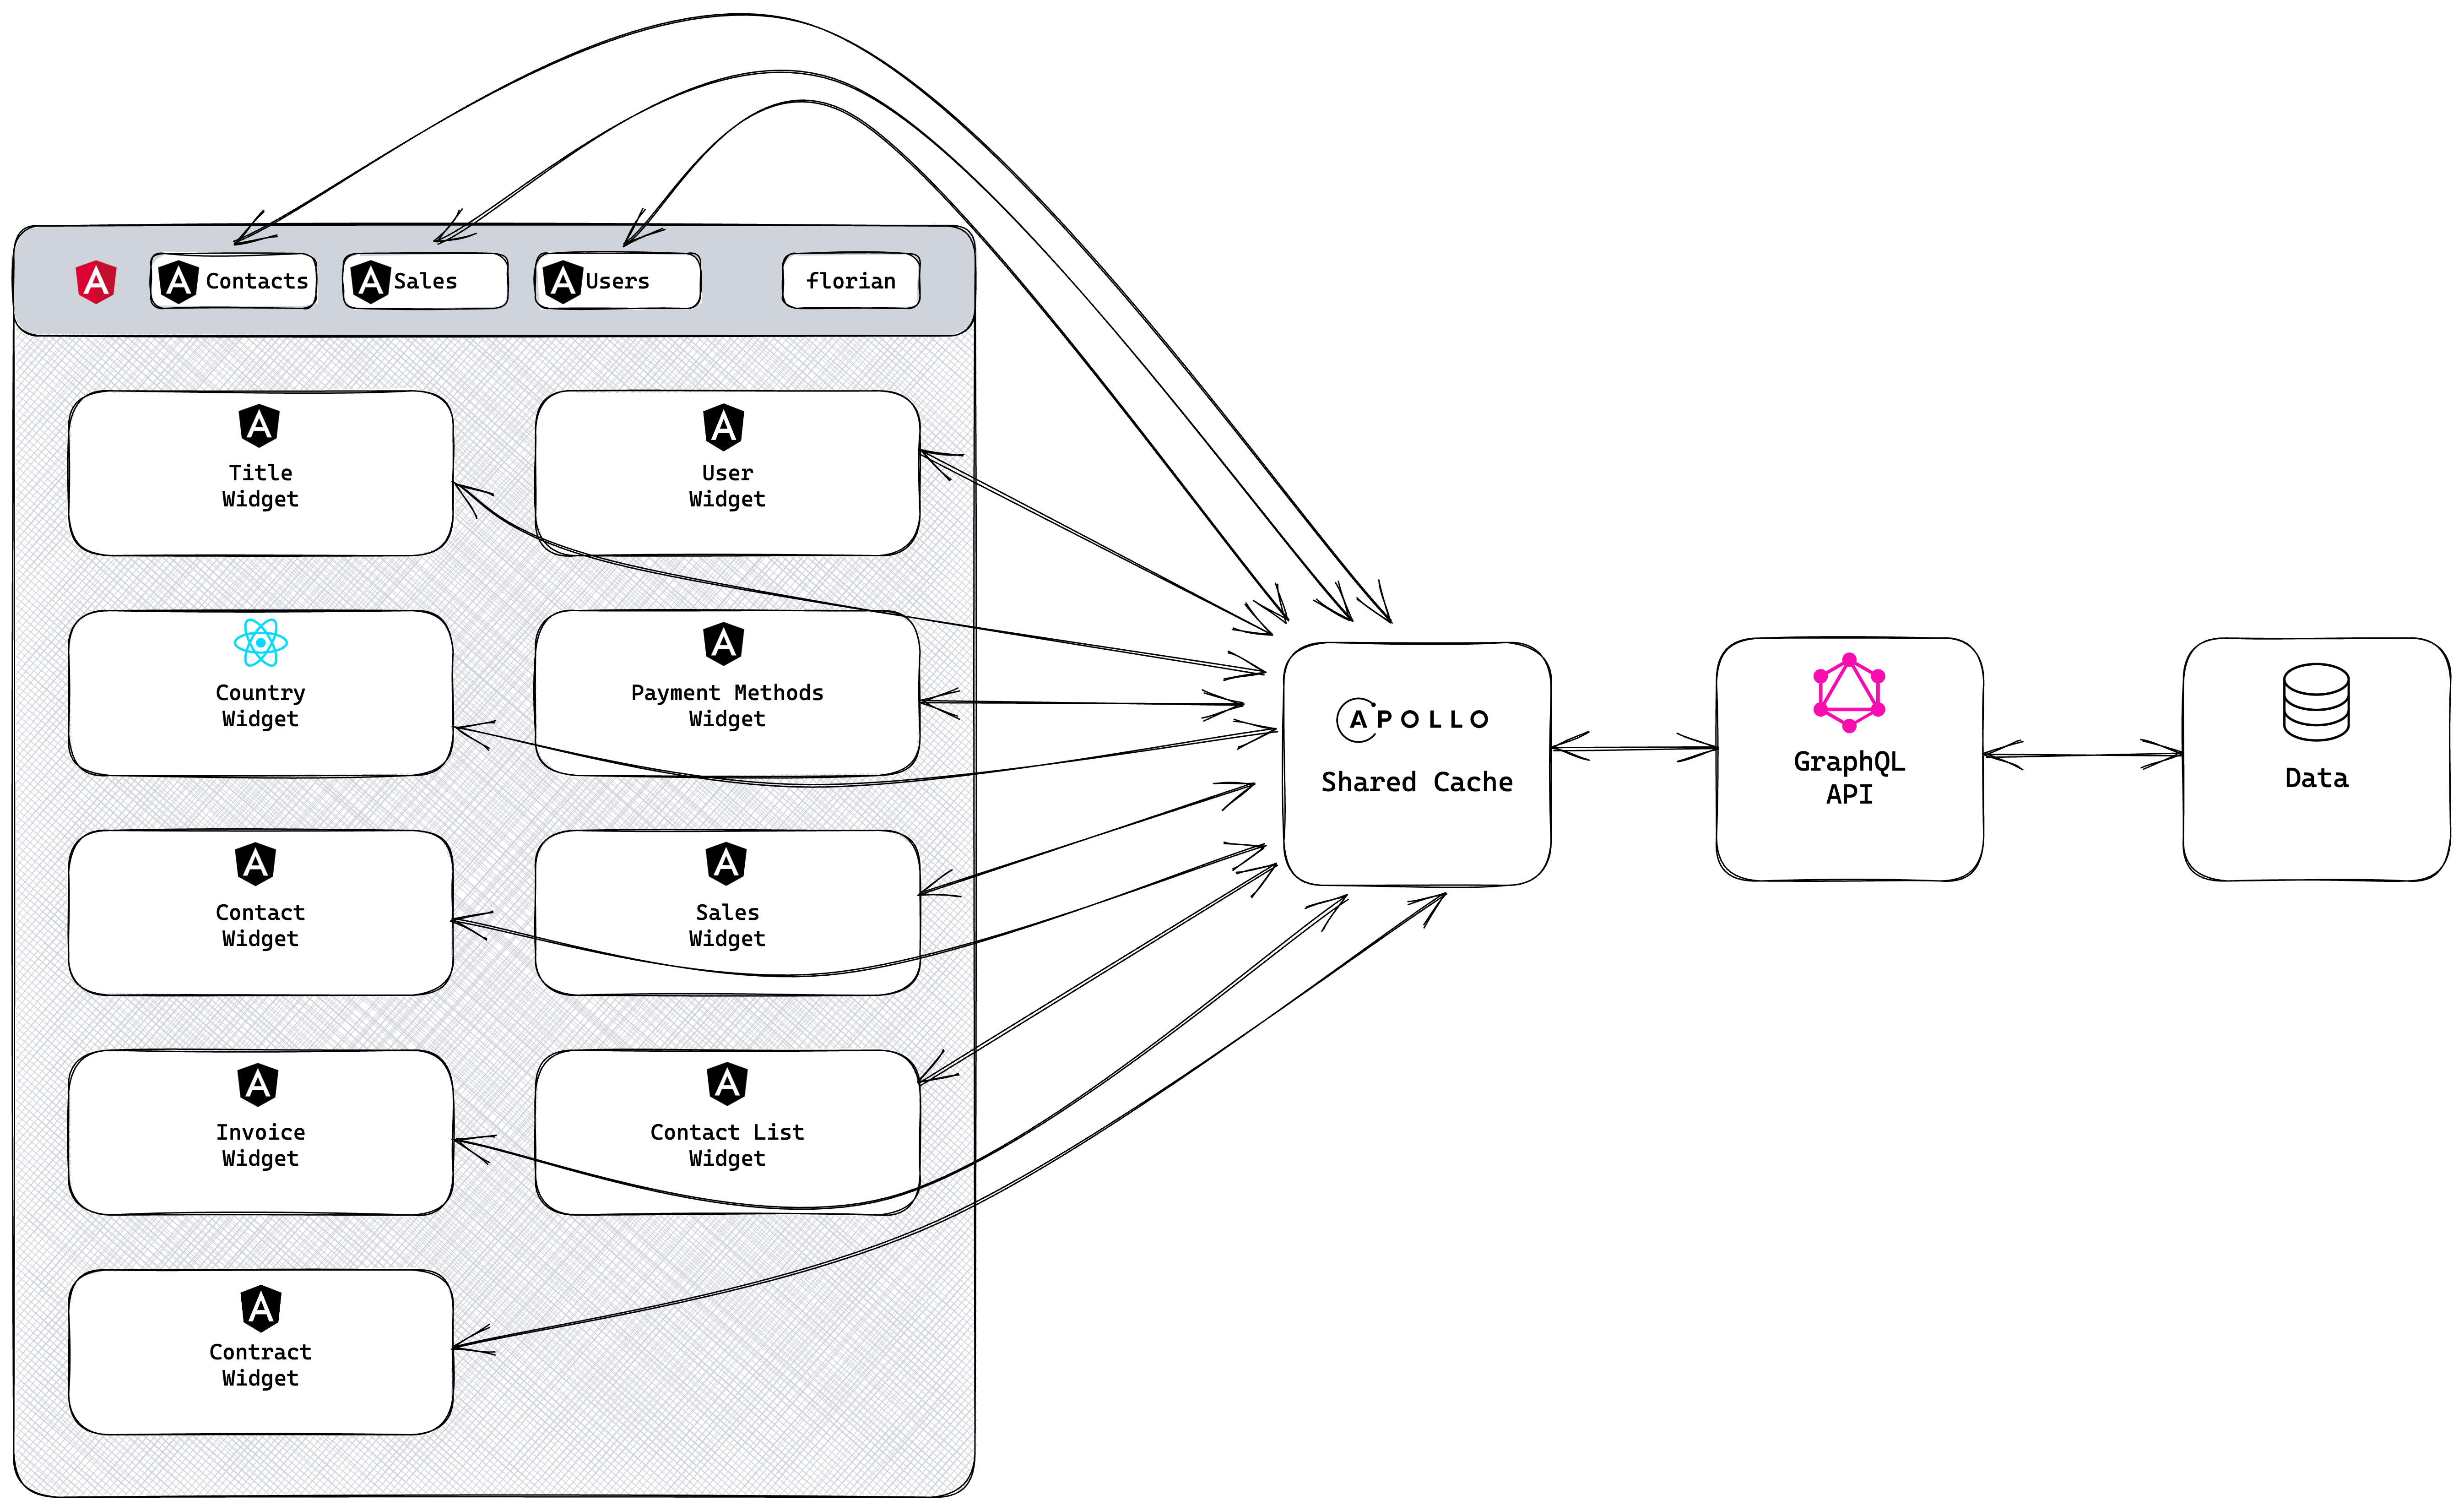 Contacts
Sales
Users
florian
Title
Widget
User
Widget
Country
Widget
Payment Methods
Widget
Contact
Widget
Sales
Widget
Invoice
Widget
Contact List
Widget
Contract
Widget
APOLLO
Shared Cache
GraphQL
API
Data